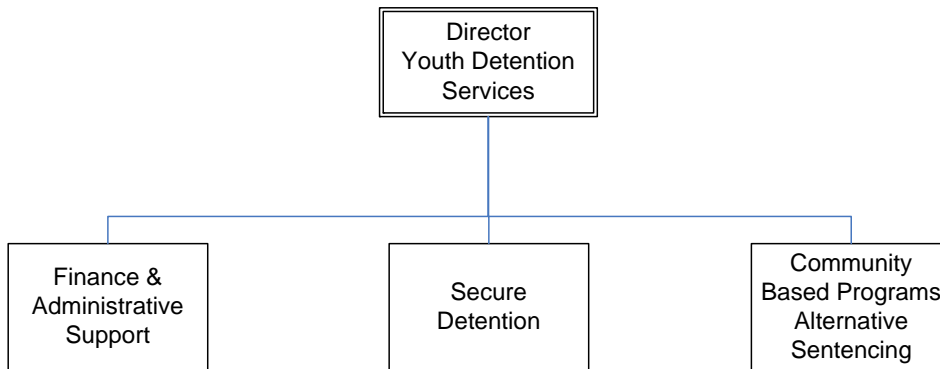 Director
Youth Detention
Services
Finance &
Administrative
Support
Secure
Detention
Community
Based Programs
Alternative
Sentencing